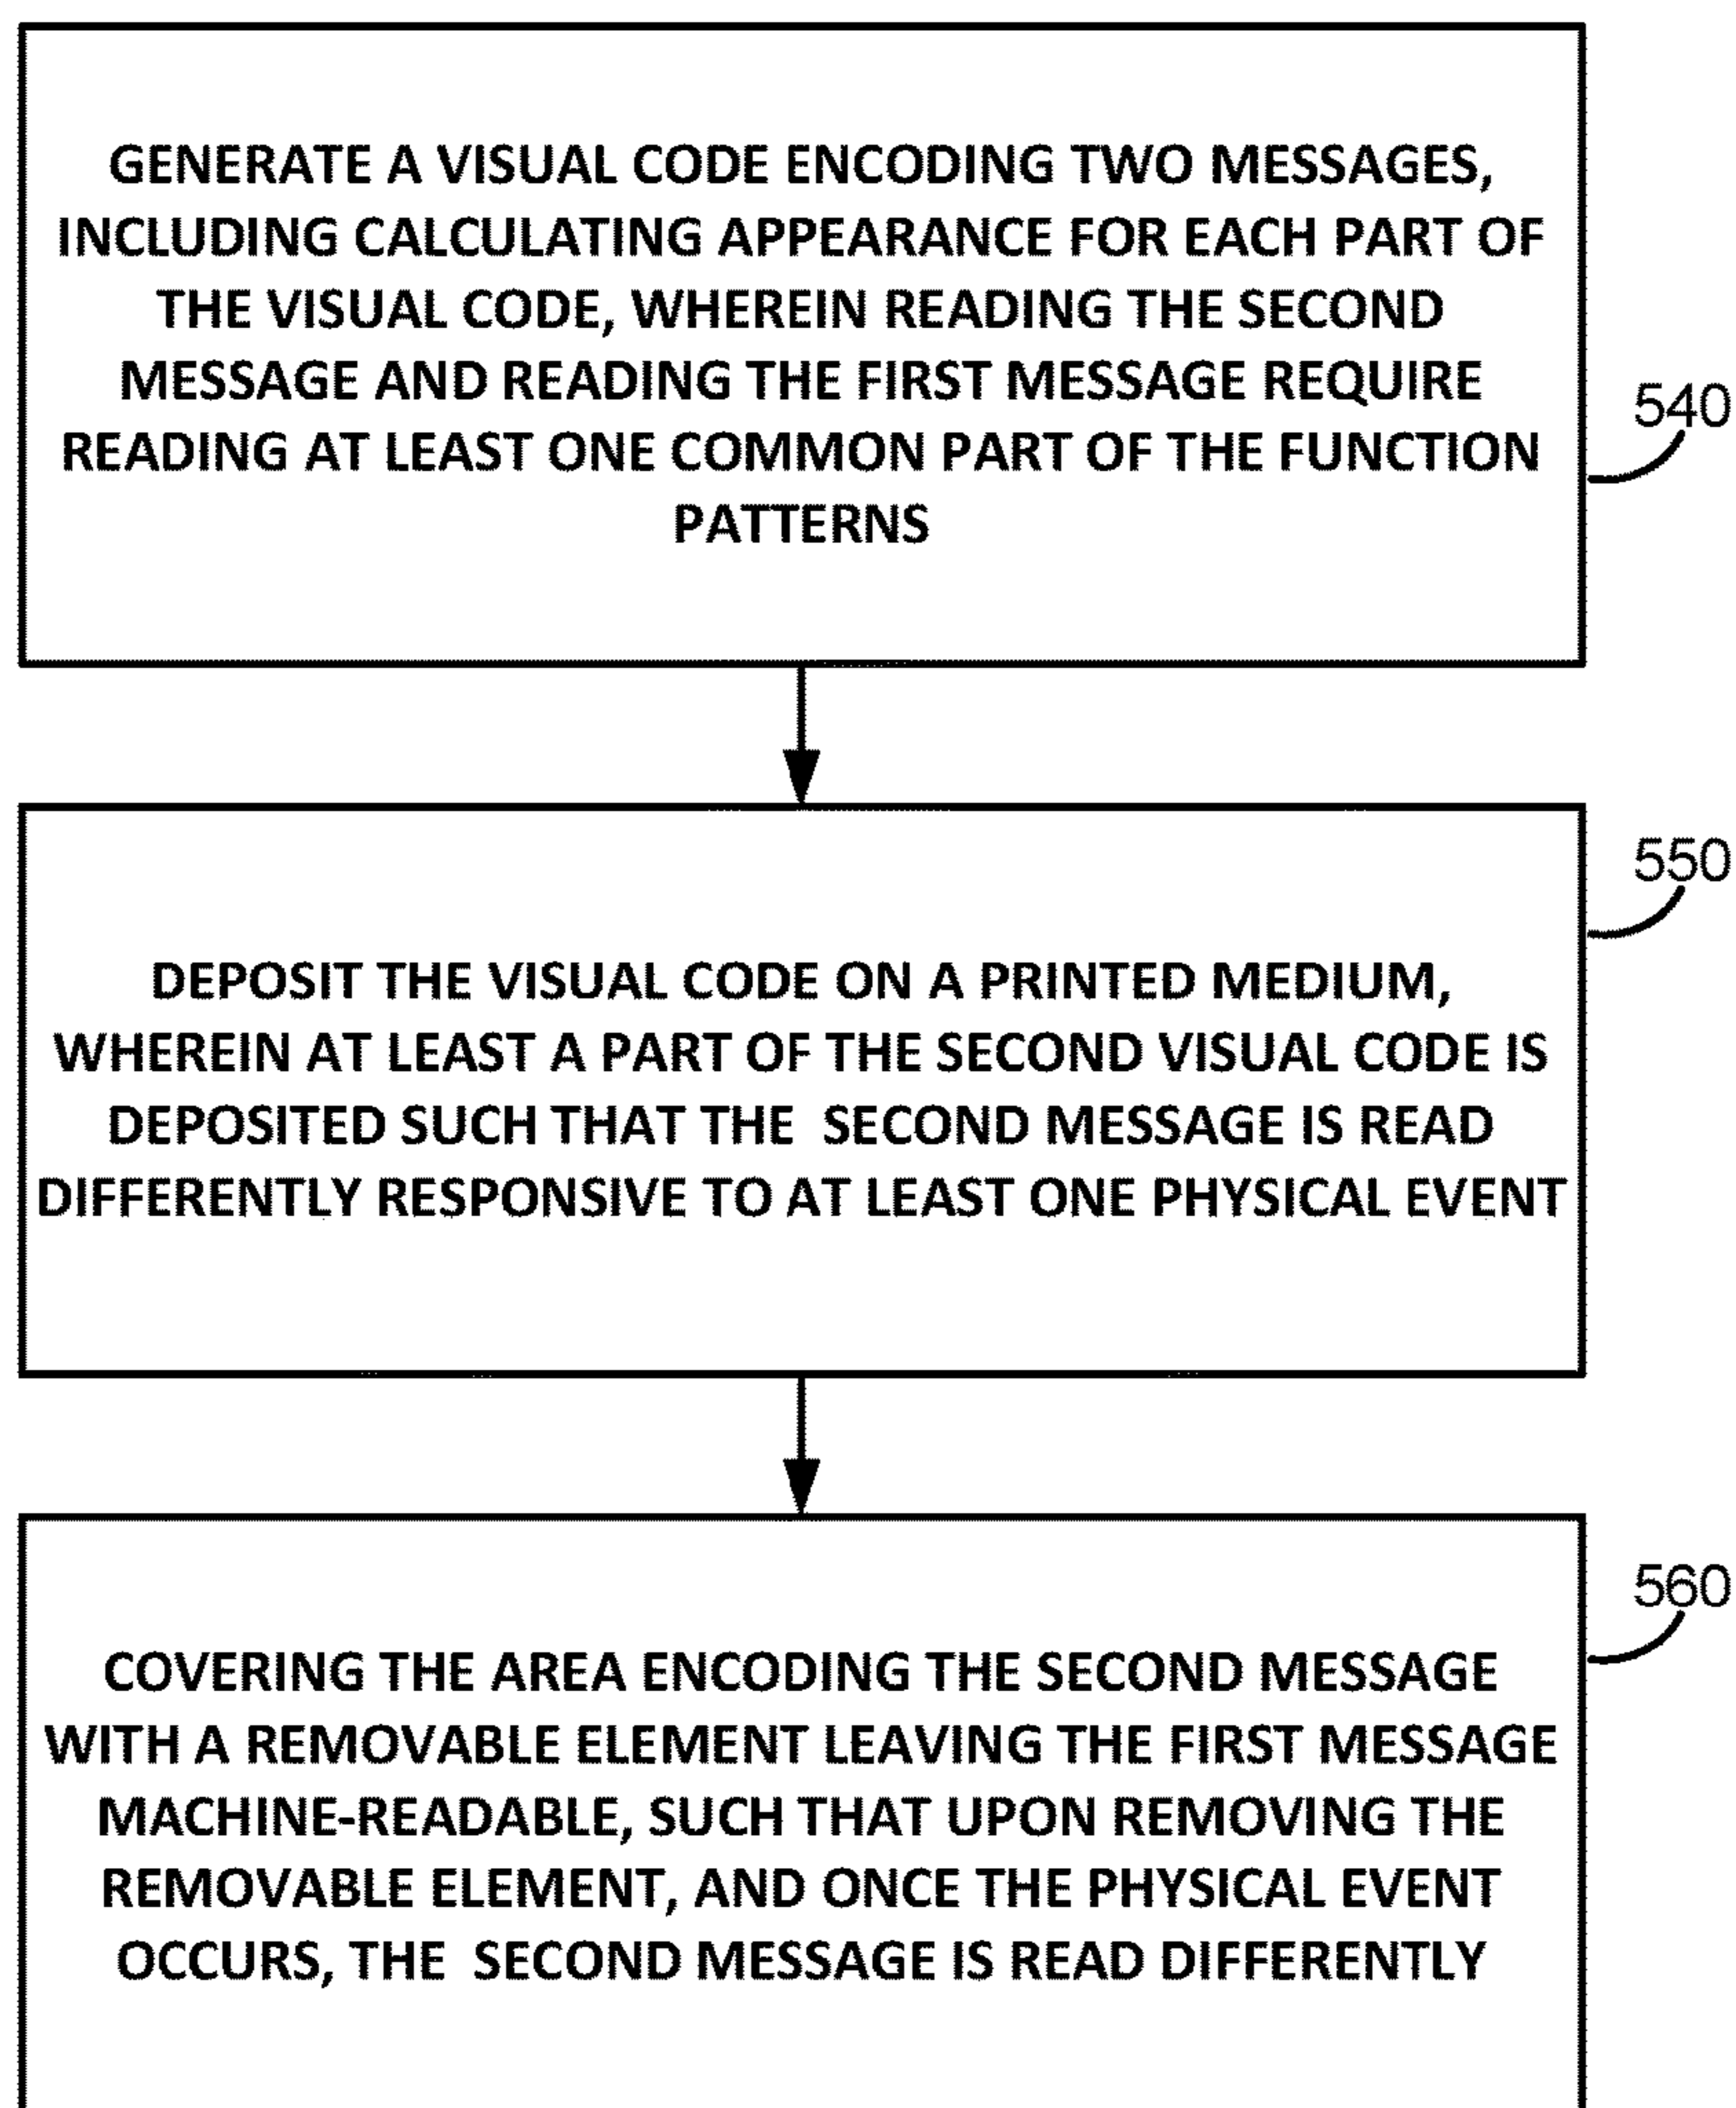 GENERATE A VISUAL CODE ENCODING TWO MESSAGES,
INCLUDING CALCULATING APPEARANCE FOR EACH PART OF
THE VISUAL CODE, WHEREIN READING THE SECOND
MESSAGE AND READING THE FIRST MESSAGE REQUIRE
READING AT LEAST ONE COMMON PART OF THE FUNCTION
PATTERNS
540
DEPOSIT THE VISUAL CODE ON A PRINTED MEDIUM,
WHEREIN AT LEAST A PART OF THE SECOND VISUAL CODE IS
DEPOSITED SUCH THAT THE SECOND MESSAGE IS READ
DIFFERENTLY RESPONSIVE TO AT LEAST ONE PHYSICAL EVENT
550
COVERING THE AREA ENCODING THE SECOND MESSAGE
WITH A REMOVABLE ELEMENT LEAVING THE FIRST MESSAGE
MACHINE-READABLE, SUCH THAT UPON REMOVING THE
REMOVABLE ELEMENT, AND ONCE THE PHYSICAL EVENT
OCCURS, THE SECOND MESSAGE IS READ DIFFERENTLY
560